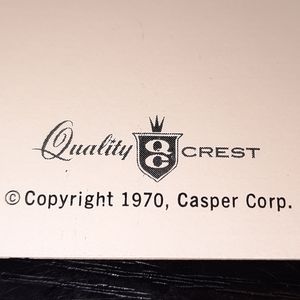 Quality QC CREST
© Copyright 1970, Casper Corp.